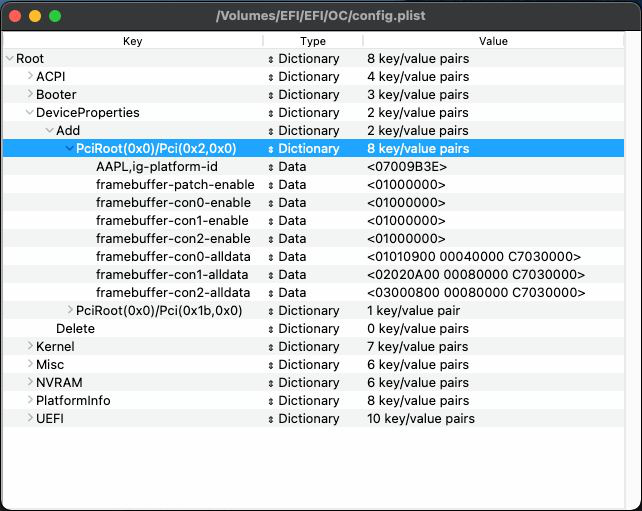 /Volumes/EFI/EFI/OC/config.plist
Key Type Value
Root Dictionary 8 key/value pairs
ACPI Dictionary 4 key/value pairs
Booter Dictionary 3 key/value pairs
DeviceProperties Dictionary 2 key/value pairs
Add Dictionary 2 key/value pairs
PciRoot(0x0)/Pci(0x2,0x0) Dictionary 8 key/value pairs
AAPL,ig-platform-id Data <07009B3E>
framebuffer-patch-enable Data <01000000>
framebuffer-con0-enable Data <01000000>
framebuffer-con1-enable Data <01000000>
framebuffer-con2-enable Data <01000000>
framebuffer-con0-alldata Data <01010900 00040000 C7030000>
framebuffer-con1-alldata Data <02020A00 00080000 C7030000>
framebuffer-con2-alldata Data <03000800 00080000 C7030000>
PciRoot(0x0)/Pci(0x1b,0x0) Dictionary 1 key/value pair
Delete Dictionary 0 key/value pairs
Kernel Dictionary 7 key/value pairs
Misc Dictionary 6 key/value pairs
NVRAM Dictionary 6 key/value pairs
PlatformInfo Dictionary 8 key/value pairs
UEFI Dictionary 10 key/value pairs